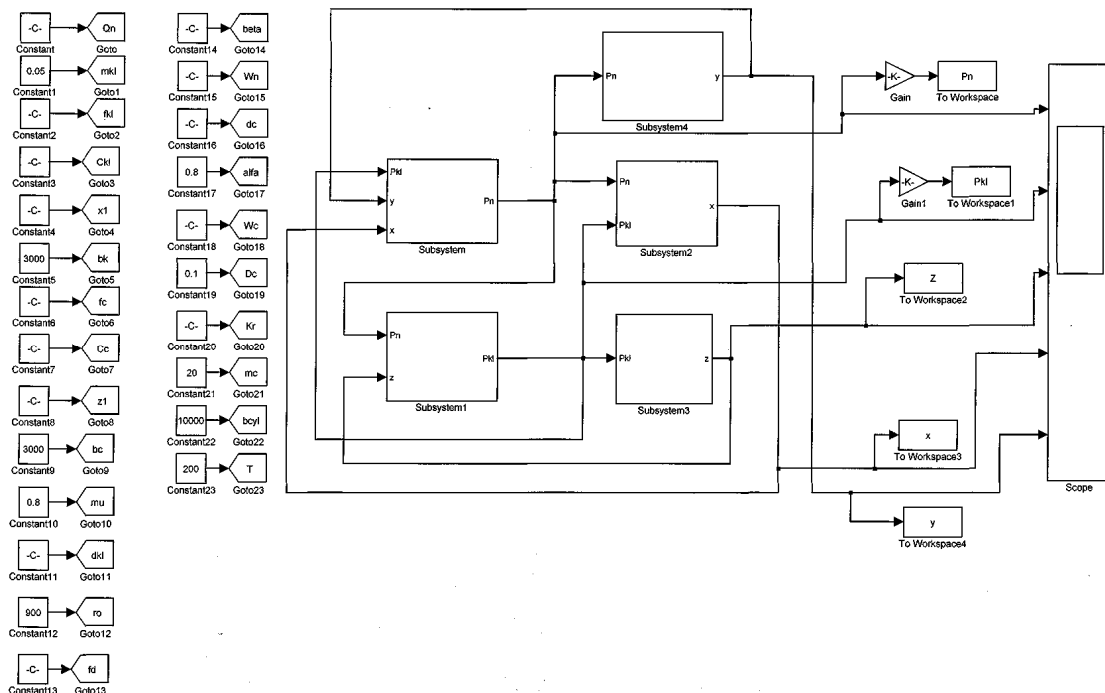 -C- Qn
Constant Goto
0.05 mkl
Constant1 Goto1
-C- fkl
Constant2 Goto2
-C- Ckl
Constant3 Goto3
-C- x1
Constant4 Goto4
3000 bk
Constant5 Goto5
-C- fc
Constant6 Goto6
-C- Cc
Constant7 Goto7
-C- z1
Constant8 Goto8
3000 bc
Constant9 Goto9
0.8 mu
Constant10 Goto10
-C- dkl
Constant11 Goto11
900 ro
Constant12 Goto12
-C- fd
Constant13 Goto13
-C- beta
Constant14 Goto14
-C- Wn
Constant15 Goto15
-C- dc
Constant16 Goto16
0.8 alfa
Constant17 Goto17
-C- Wc
Constant18 Goto18
0.1 Dc
Constant19 Goto19
-C- Kr
Constant20 Goto20
20 mc
Constant21 Goto21
10000 bcyl
Constant22 Goto22
200 T
Constant23 Goto23
Pn y
Subsystem4
Pkl
y Pn
x
Subsystem
Pn x
Pkl
Subsystem2
Pn Pkl
z
Subsystem1
Pkl z
Subsystem3
-K- Pn
Gain To Workspace
-K- Pkl
Gain1 To Workspace1
Z
To Workspace2
x
To Workspace3
y
To Workspace4
Scope